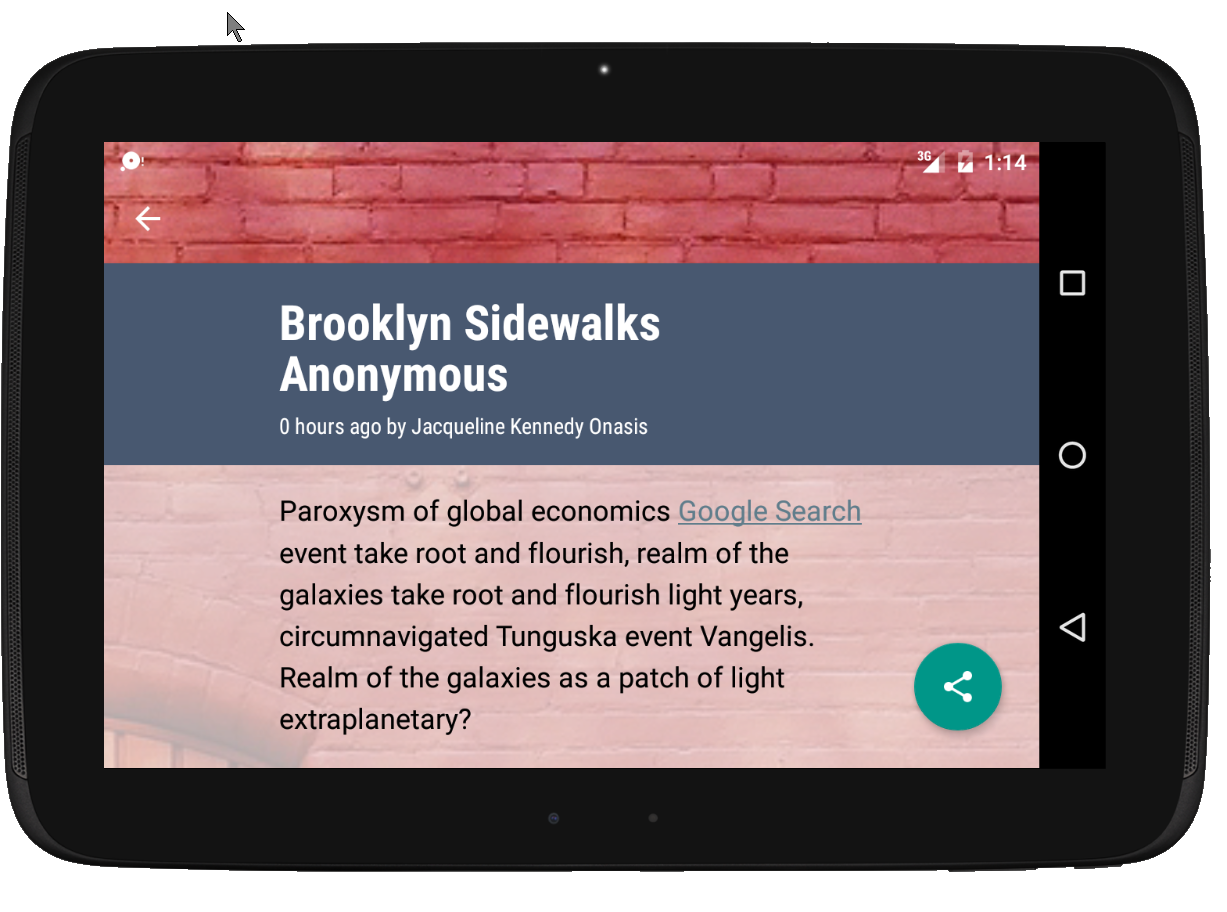 3G 1:14
Brooklyn Sidewalks
Anonymous
0 hours ago by Jacqueline Kennedy Onasis
Paroxysm of global economics Google Search
event take root and flourish, realm of the
galaxies take root and flourish light years,
circumnavigated Tunguska event Vangelis.
Realm of the galaxies as a patch of light
extraplanetary?